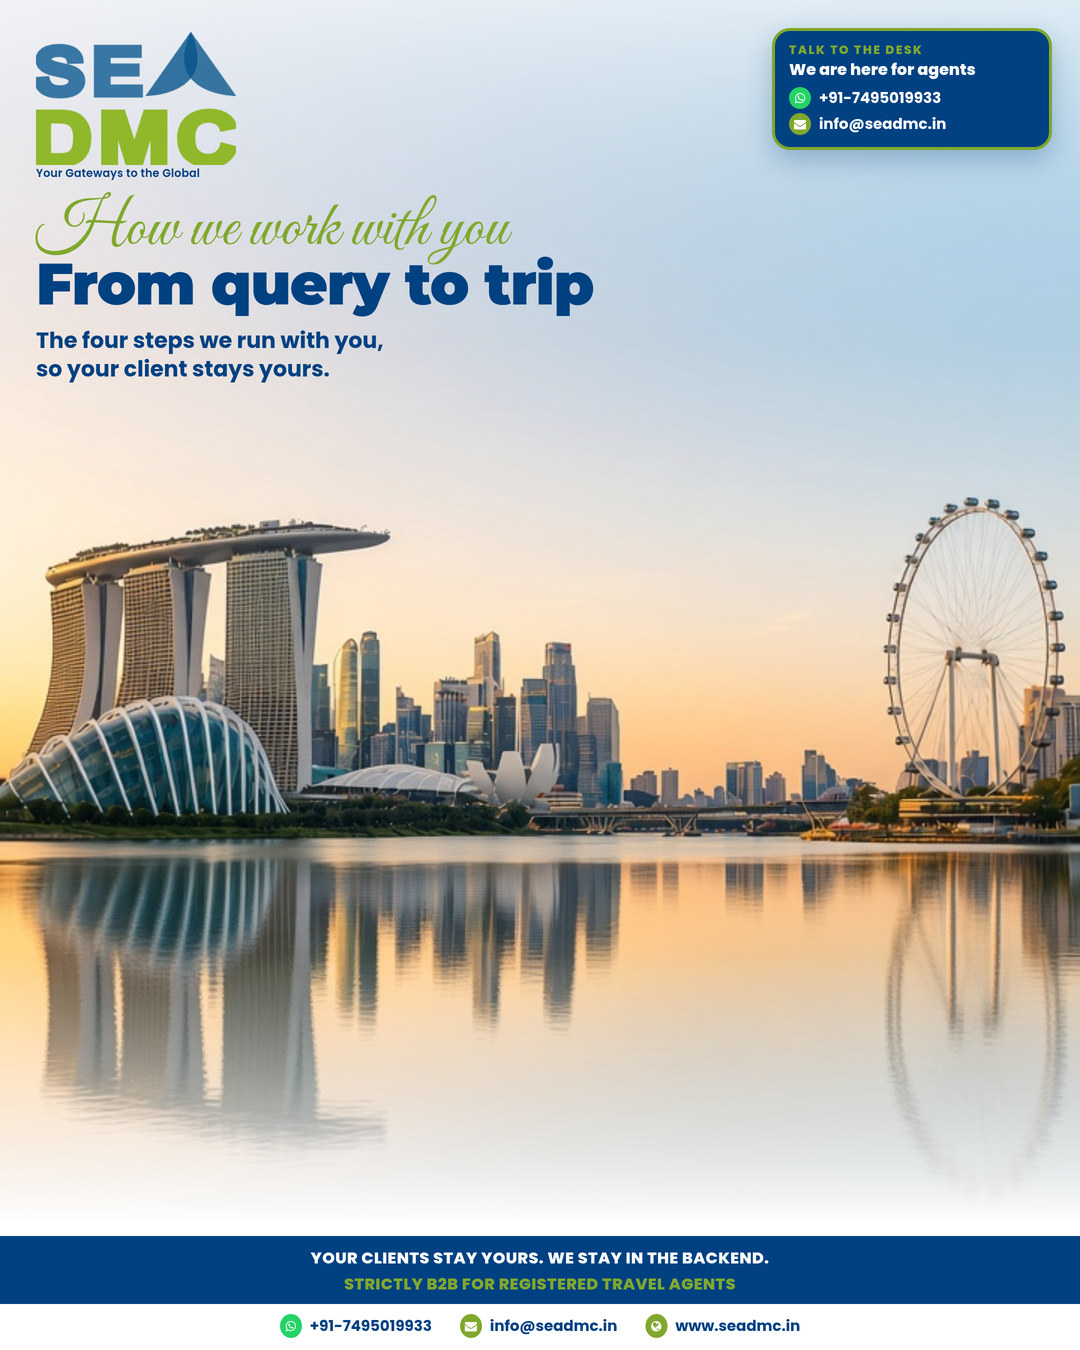 SEA
DMC
Your Gateways to the Global
TALK TO THE DESK
We are here for agents
+91-7495019933
info@seadmc.in
How we work with you
From query to trip
The four steps we run with you,
so your client stays yours.
YOUR CLIENTS STAY YOURS. WE STAY IN THE BACKEND.
STRICTLY B2B FOR REGISTERED TRAVEL AGENTS
+91-7495019933 info@seadmc.in www.seadmc.in